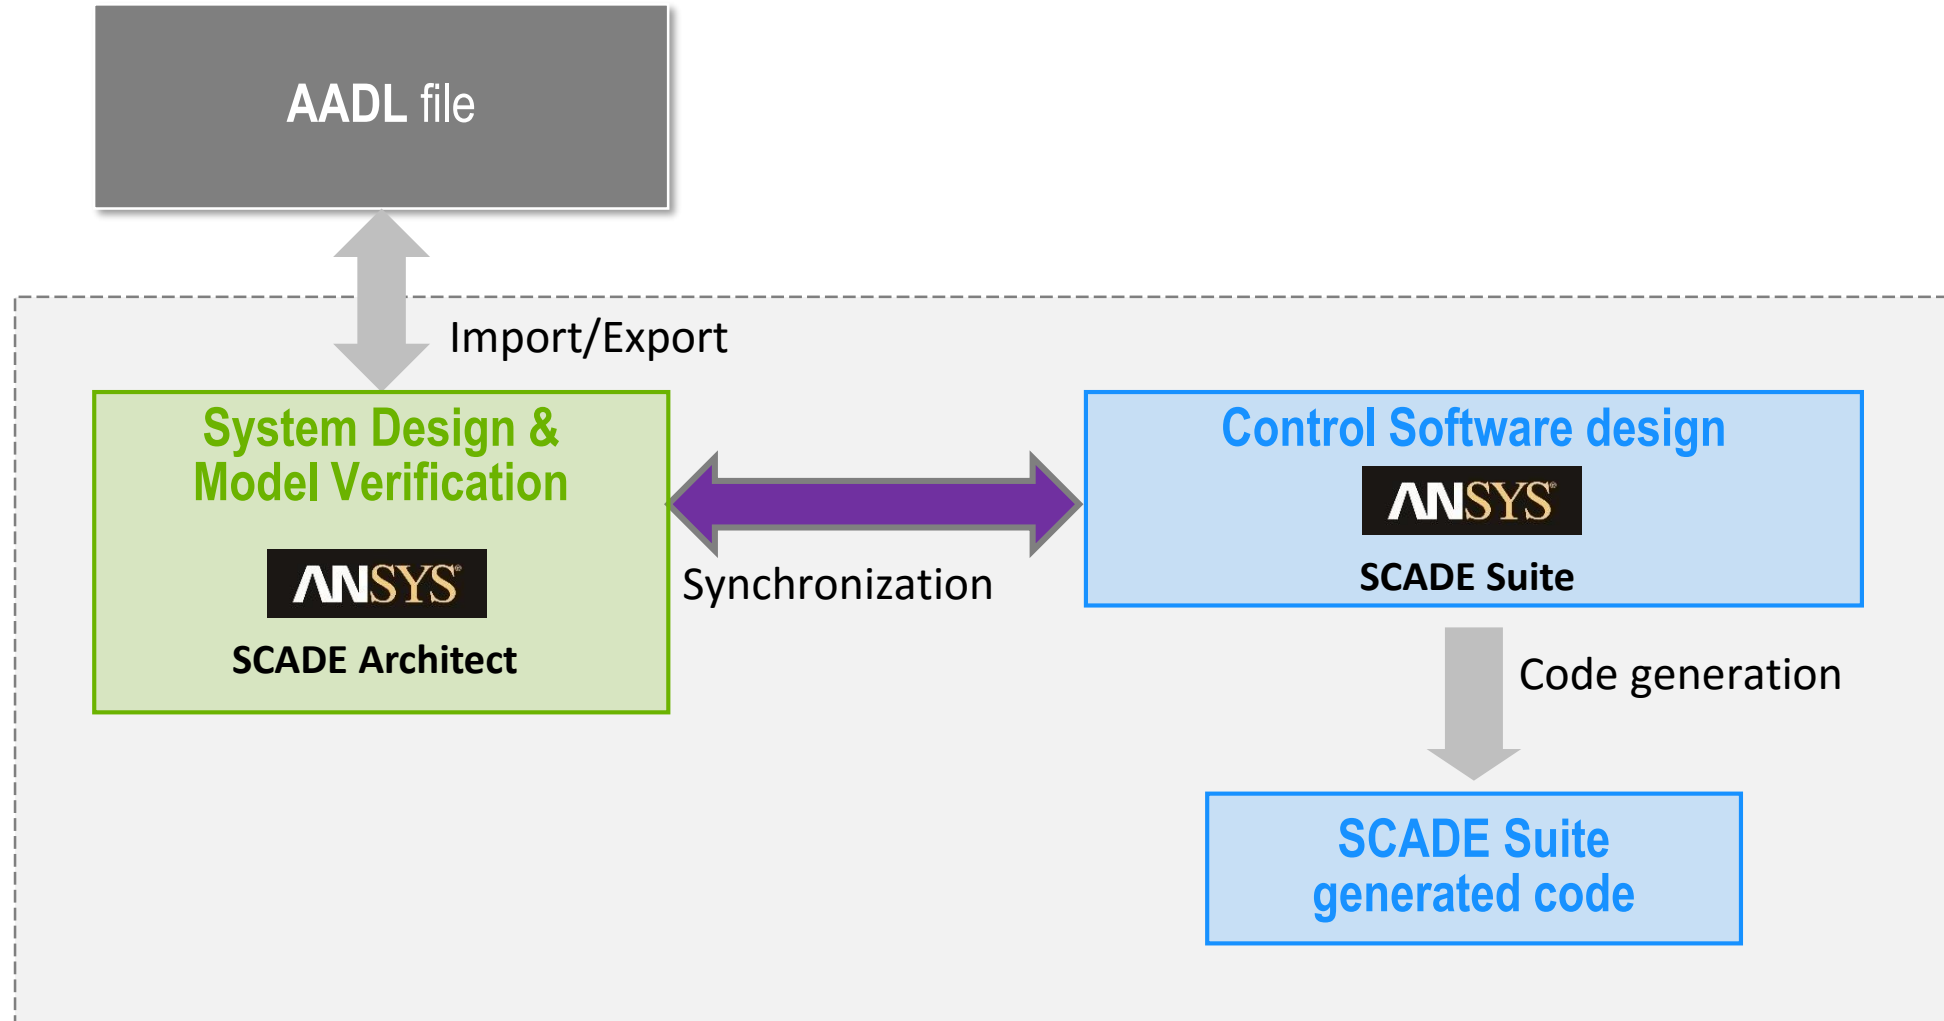 AADL file
Import/Export
System Design &
Model Verification
ANSYS®
SCADE Architect
Synchronization
Control Software design
ANSYS®
SCADE Suite
Code generation
SCADE Suite
generated code